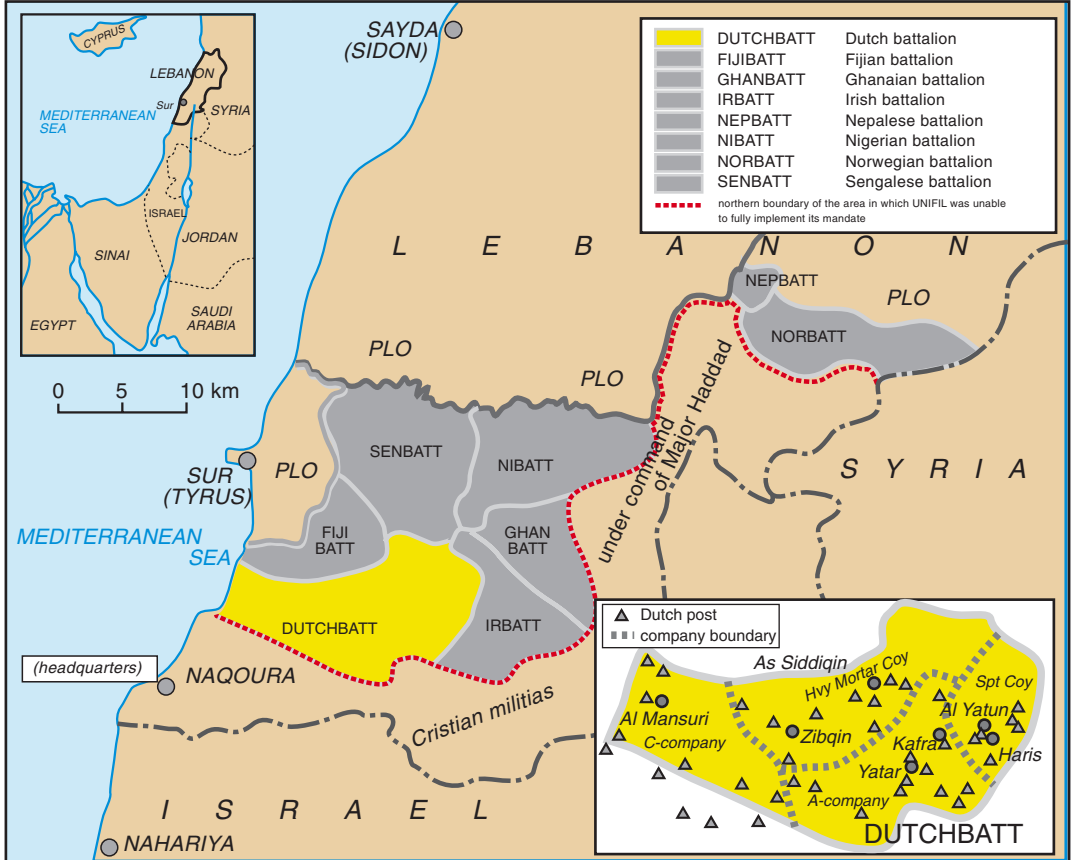 CYPRUS
LEBANON
Sur
SYRIA
MEDITERRANEAN
SEA
ISRAEL
JORDAN
SINAI
EGYPT
SAUDI
ARABIA
SAYDA
(SIDON)
DUTCHBATT Dutch battalion
FIJIBATT Fijian battalion
GHANBATT Ghanaian battalion
IRBATT Irish battalion
NEPBATT Nepalese battalion
NIBATT Nigerian battalion
NORBATT Norwegian battalion
SENBATT Sengalese battalion
northern boundary of the area in which UNIFIL was unable
to fully implement its mandate
LEBANON
0 5 10 km
PLO
PLO
PLO
PLO
NEPBATT
NORBATT
SENBATT
NIBATT
FIJI
BATT
GHAN
BATT
DUTCHBATT
IRBATT
under command
of Major Haddad
SYRIA
SUR
(TYRUS)
MEDITERRANEAN
SEA
(headquarters)
NAQOURA
Cristian militias
ISRAEL
NAHARIYA
Dutch post
company boundary
As Siddiqin
Hvy Mortar Coy
Spt Coy
Al Mansuri
Al Yatun
C-company
Zibqin
Kafra
Haris
Yatar
A-company
DUTCHBATT